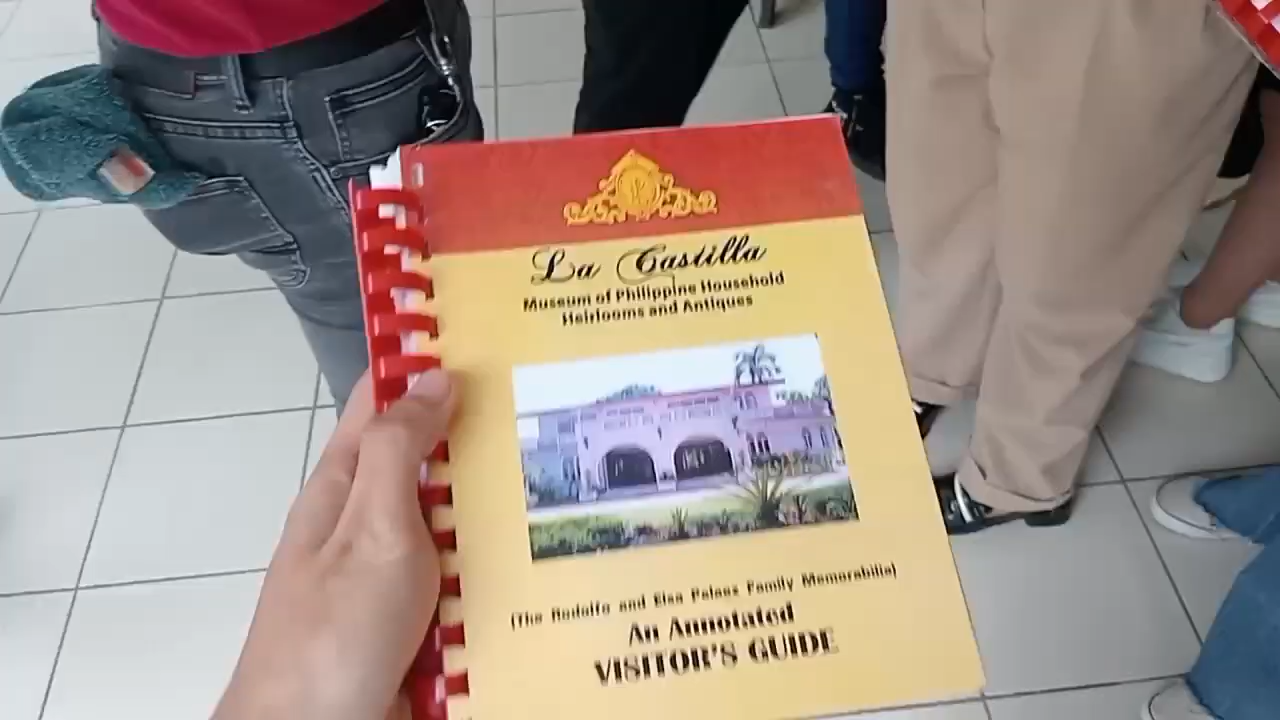 La Castilla
Museum of Philippine Household
Heirlooms and Antiques
(The Rodolfo and Elsa Pelaez Family Memorabilia)
An Annotated
VISITOR'S GUIDE